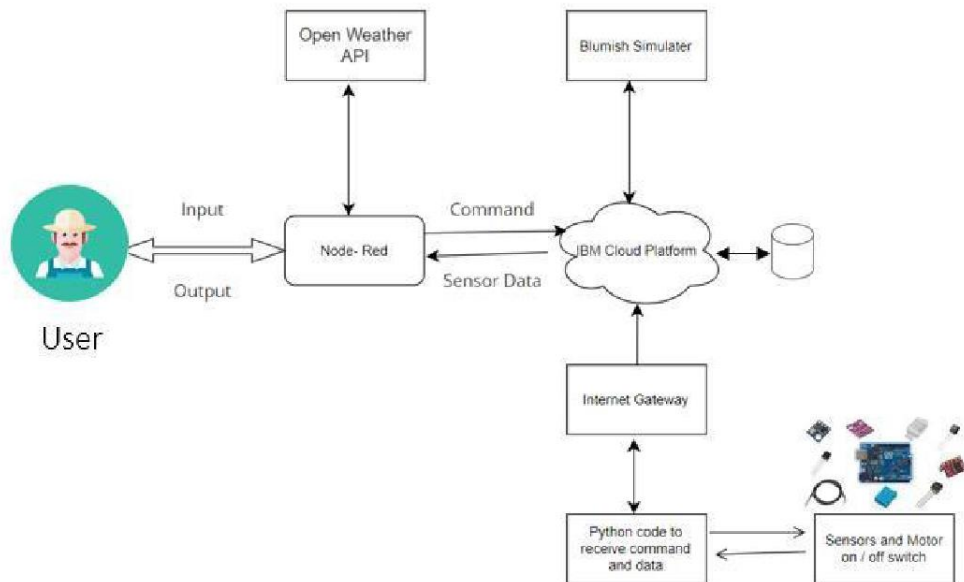 Open Weather
API
Blumish Simulater
Input
Command
Node- Red
IBM Cloud Platform
Output
Sensor Data
User
Internet Gateway
Python code to
receive command
and data
Sensors and Motor
on / off switch